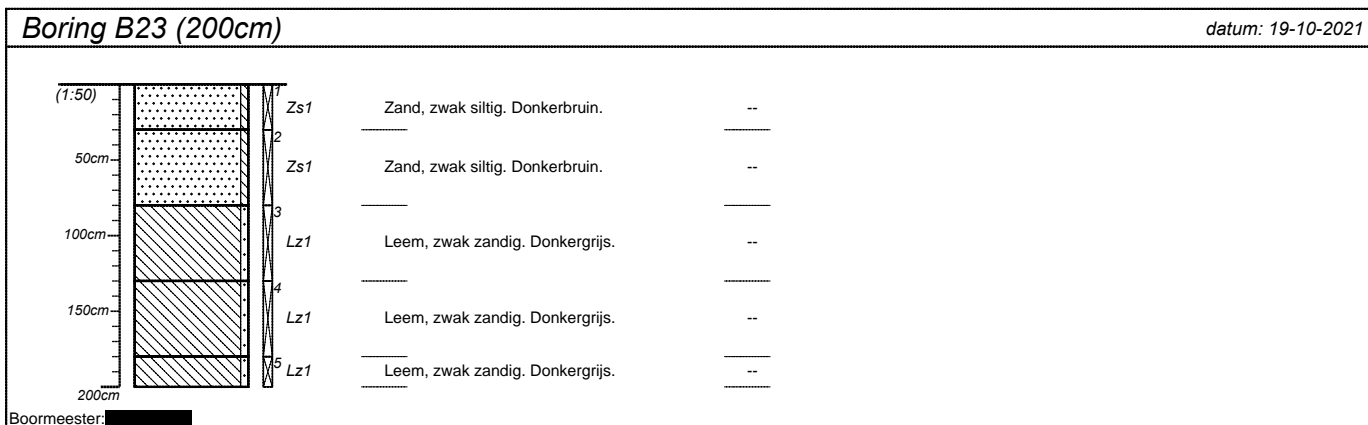 Boring B23 (200cm) datum: 19-10-2021
(1:50)
1
Zs1 Zand, zwak siltig. Donkerbruin. --
2
50cm Zs1 Zand, zwak siltig. Donkerbruin. --
3
100cm Lz1 Leem, zwak zandig. Donkergrijs. --
4
150cm Lz1 Leem, zwak zandig. Donkergrijs. --
5 Lz1 Leem, zwak zandig. Donkergrijs. --
200cm
Boormeester: